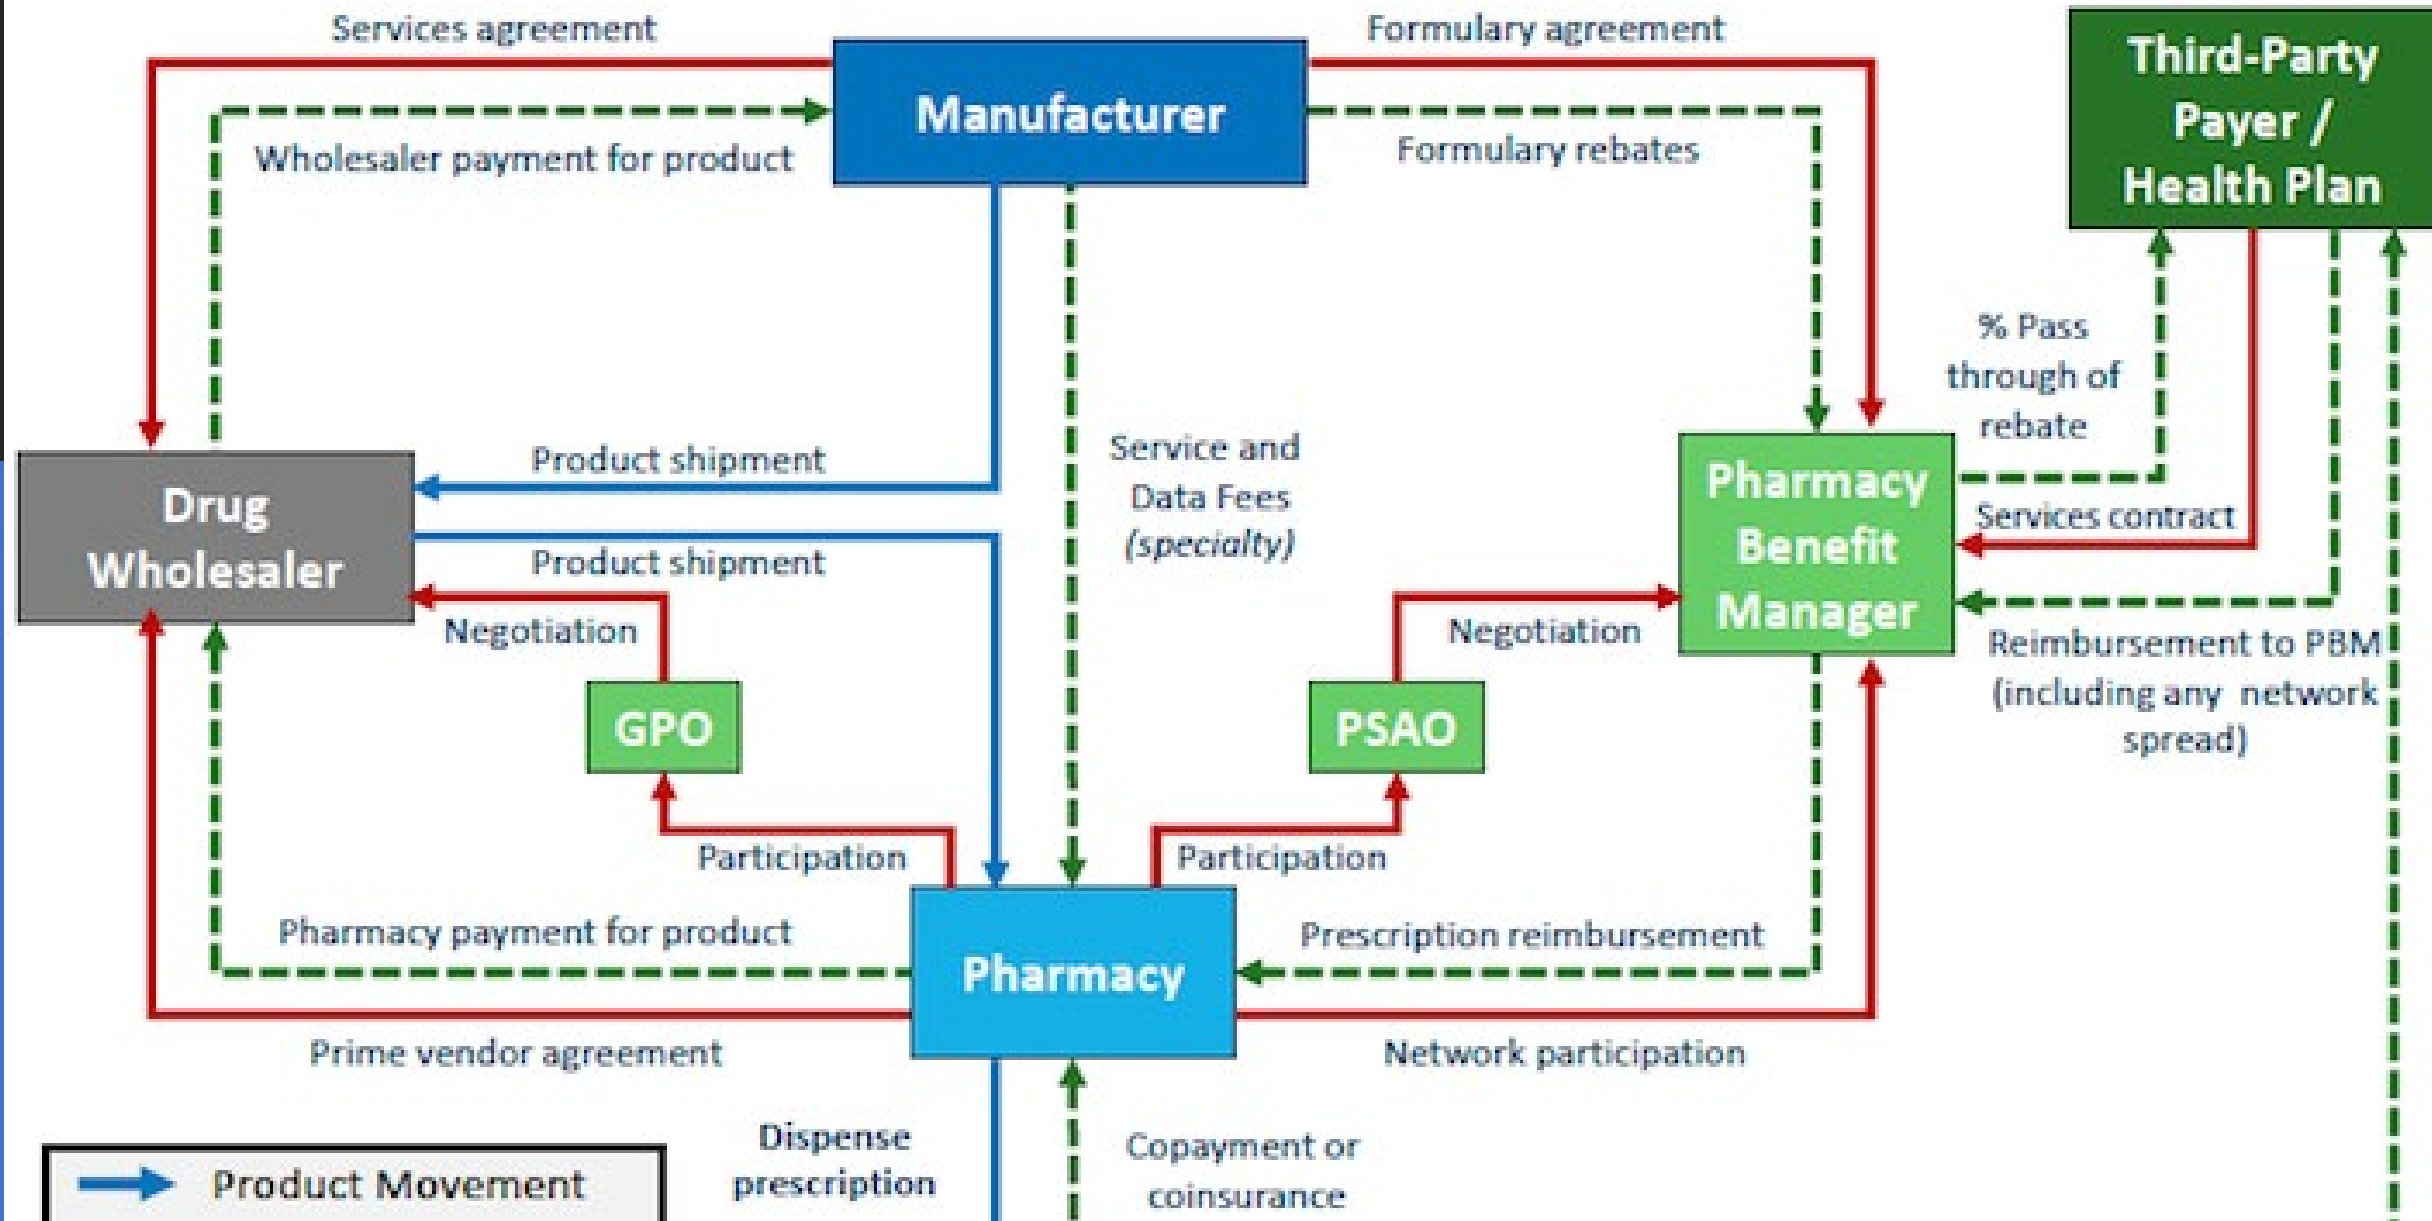 Services agreement
Formulary agreement
Third-Party
Payer /
Health Plan
Manufacturer
Wholesaler payment for product
Formulary rebates
% Pass
through of
rebate
Product shipment
Service and
Data Fees
(specialty)
Drug
Wholesaler
Pharmacy
Benefit
Manager
Services contract
Product shipment
Negotiation
Negotiation
Reimbursement to PBM
(including any network
spread)
GPO
PSAO
Participation
Participation
Pharmacy payment for product
Prescription reimbursement
Pharmacy
Prime vendor agreement
Network participation
Dispense
prescription
Copayment or
coinsurance
Product Movement